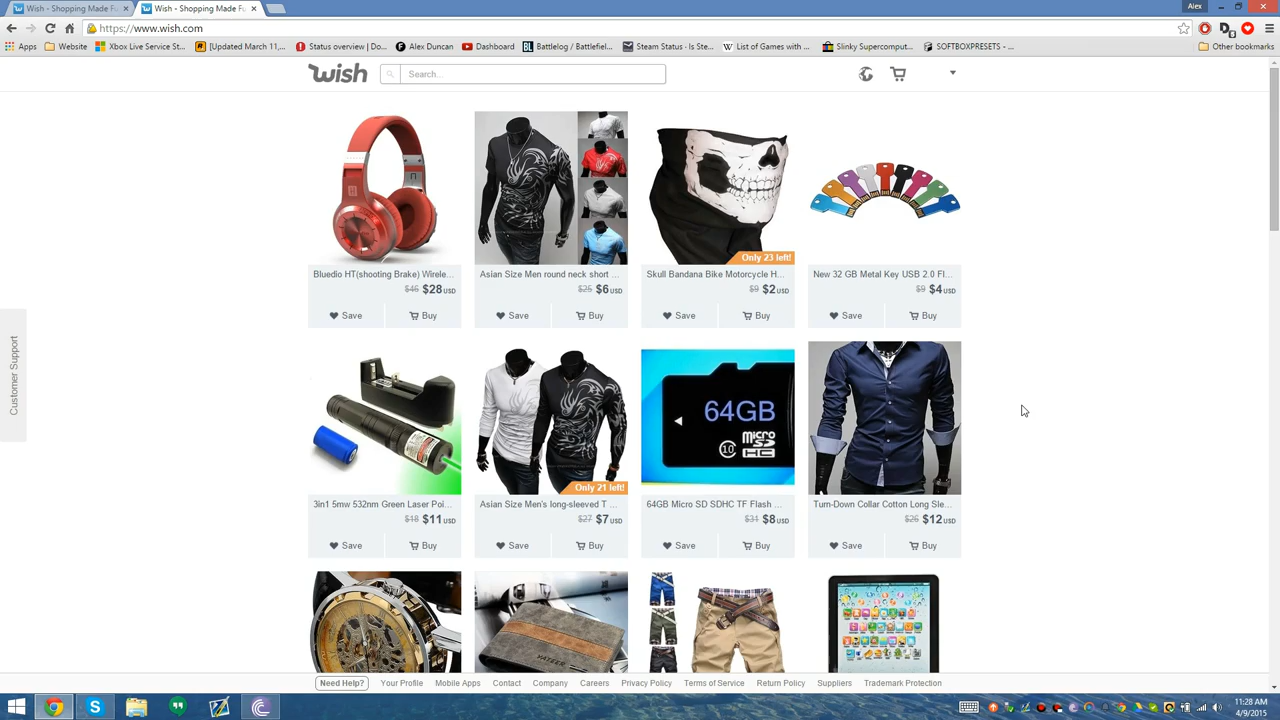 Wish - Shopping Made Fu
Wish - Shopping Made Fu
Alex
https://www.wish.com
Apps
Website
Xbox Live Service St...
[Updated March 11,...
Status overview | Do...
Alex Duncan
Dashboard
Battlelog / Battlefiel...
Steam Status · Is Ste...
List of Games with ...
Slinky Supercomput...
SOFTBOXPRESETS – ...
Other bookmarks
wish
Search...
Only 23 left!
Bluedio HT(shooting Brake) Wirele...
Asian Size Men round neck short ...
Skull Bandana Bike Motorcycle H...
New 32 GB Metal Key USB 2.0 Fl...
$46 $28 USD
$25 $6 USD
$9 $2 USD
$9 $4 USD
Save Buy
Save Buy
Save Buy
Save Buy
Customer Support
64GB
10
micro
SD
HC
Only 21 left!
3in1 5mw 532nm Green Laser Poi...
Asian Size Men's long-sleeved T ...
64GB Micro SD SDHC TF Flash ...
Turn-Down Collar Cotton Long Sle...
$18 $11 USD
$27 $7 USD
$31 $8 USD
$26 $12 USD
Save Buy
Save Buy
Save Buy
Save Buy
Need Help?
Your Profile
Mobile Apps
Contact
Company
Careers
Privacy Policy
Terms of Service
Return Policy
Suppliers
Trademark Protection
11:28 AM
4/9/2015